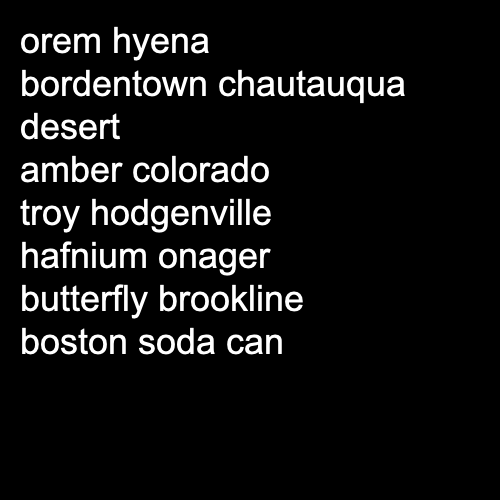 orem hyena
bordentown chautauqua
desert
amber colorado
troy hodgenville
hafnium onager
butterfly brookline
boston soda can